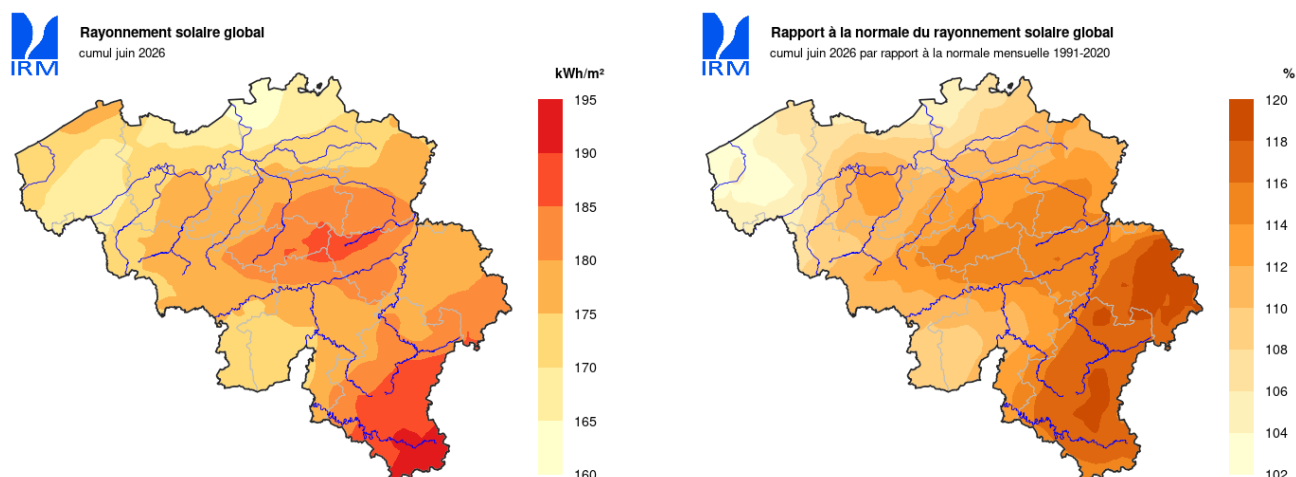 IRM
Rayonnement solaire global
cumul juin 2026
kWh/m²
195
190
185
180
175
170
165
160
IRM
Rapport à la normale du rayonnement solaire global
cumul juin 2026 par rapport à la normale mensuelle 1991-2020
%
120
118
116
114
112
110
108
106
104
102